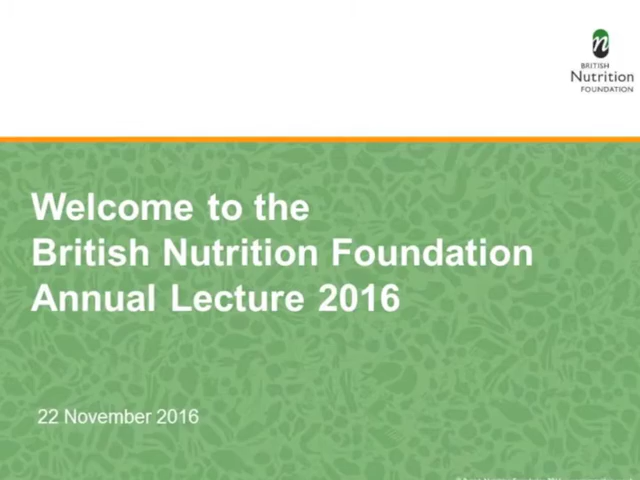 BRITISH
Nutrition
FOUNDATION
Welcome to the
British Nutrition Foundation
Annual Lecture 2016
22 November 2016